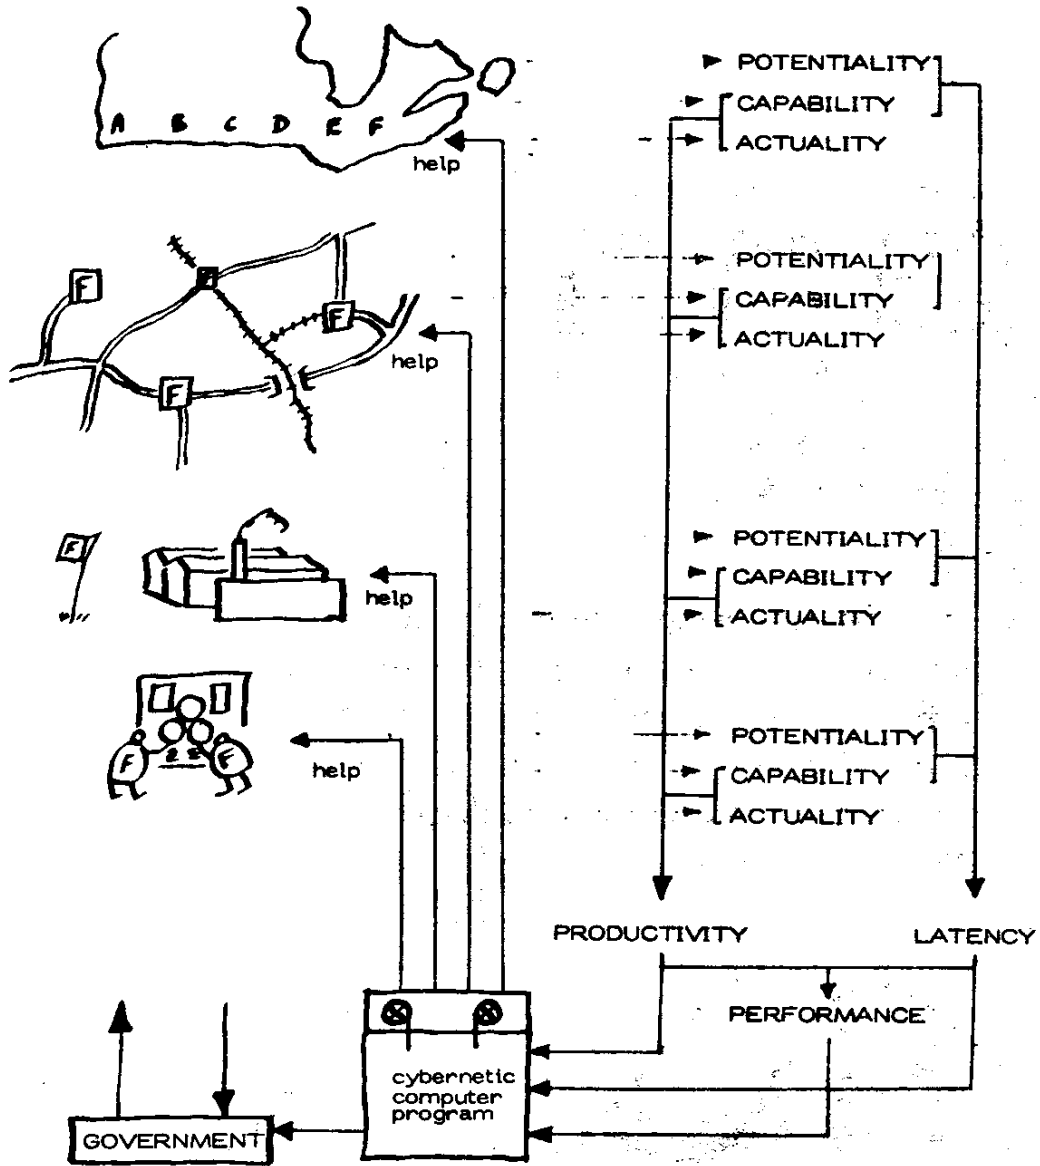 A B C D E F
help
POTENTIALITY
CAPABILITY
ACTUALITY
F
F
F
help
POTENTIALITY
CAPABILITY
ACTUALITY
F
help
POTENTIALITY
CAPABILITY
ACTUALITY
F
F
help
POTENTIALITY
CAPABILITY
ACTUALITY
PRODUCTIVITY
LATENCY
PERFORMANCE
cybernetic
computer
program
GOVERNMENT